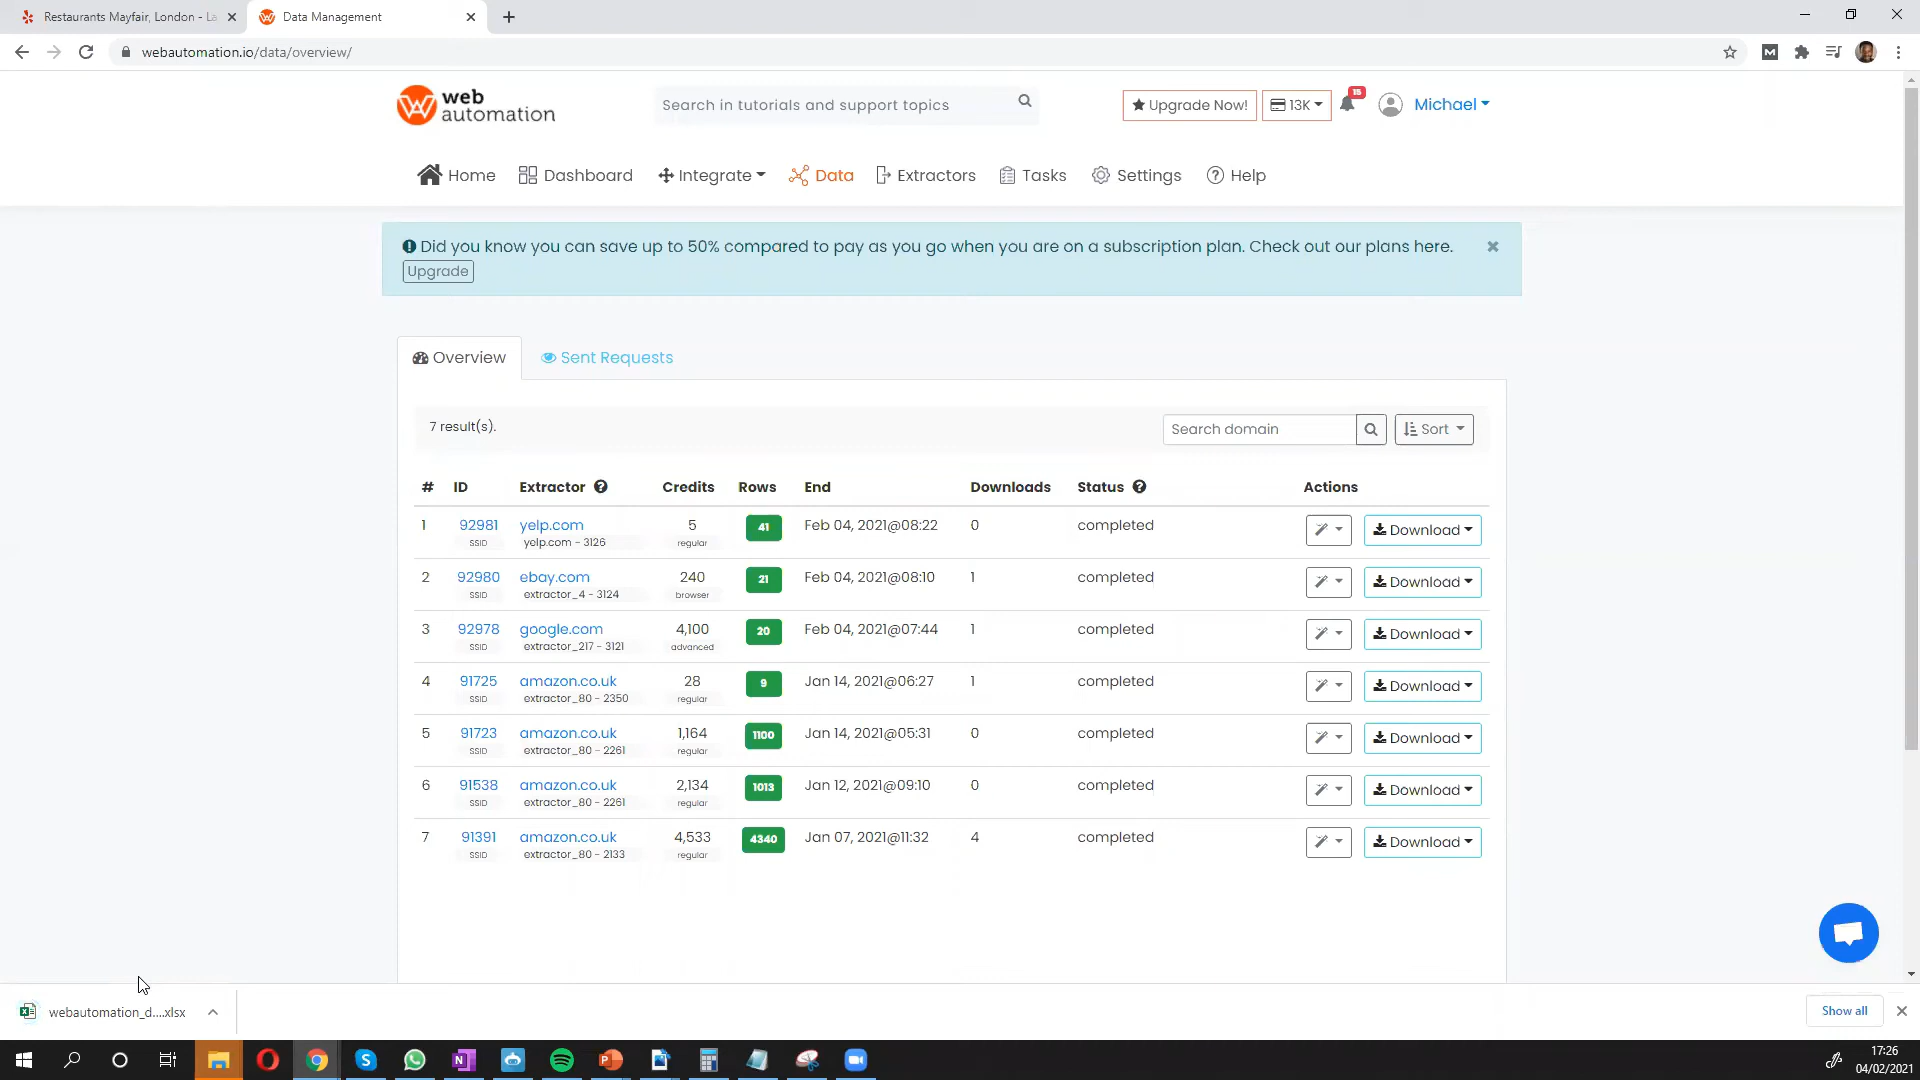 Restaurants Mayfair, London - La
Data Management
webautomation.io/data/overview/
web automation
Search in tutorials and support topics
Upgrade Now!
13K
15
Michael
Home
Dashboard
Integrate
Data
Extractors
Tasks
Settings
Help
Did you know you can save up to 50% compared to pay as you go when you are on a subscription plan. Check out our plans here.
Upgrade
Overview
Sent Requests
7 result(s).
Search domain
Sort
# ID Extractor Credits Rows End Downloads Status Actions
1 92981 yelp.com 5 41 Feb 04, 2021@08:22 0 completed Download
SSID yelp.com - 3126 regular
2 92980 ebay.com 240 21 Feb 04, 2021@08:10 1 completed Download
SSID extractor_4 - 3124 browser
3 92978 google.com 4,100 20 Feb 04, 2021@07:44 1 completed Download
SSID extractor_217 - 3121 advanced
4 91725 amazon.co.uk 28 9 Jan 14, 2021@06:27 1 completed Download
SSID extractor_80 - 2350 regular
5 91723 amazon.co.uk 1,164 1100 Jan 14, 2021@05:31 0 completed Download
SSID extractor_80 - 2261 regular
6 91538 amazon.co.uk 2,134 1013 Jan 12, 2021@09:10 0 completed Download
SSID extractor_80 - 2261 regular
7 91391 amazon.co.uk 4,533 4340 Jan 07, 2021@11:32 4 completed Download
SSID extractor_80 - 2133 regular
webautomation_d....xlsx
Show all
17:26
04/02/2021